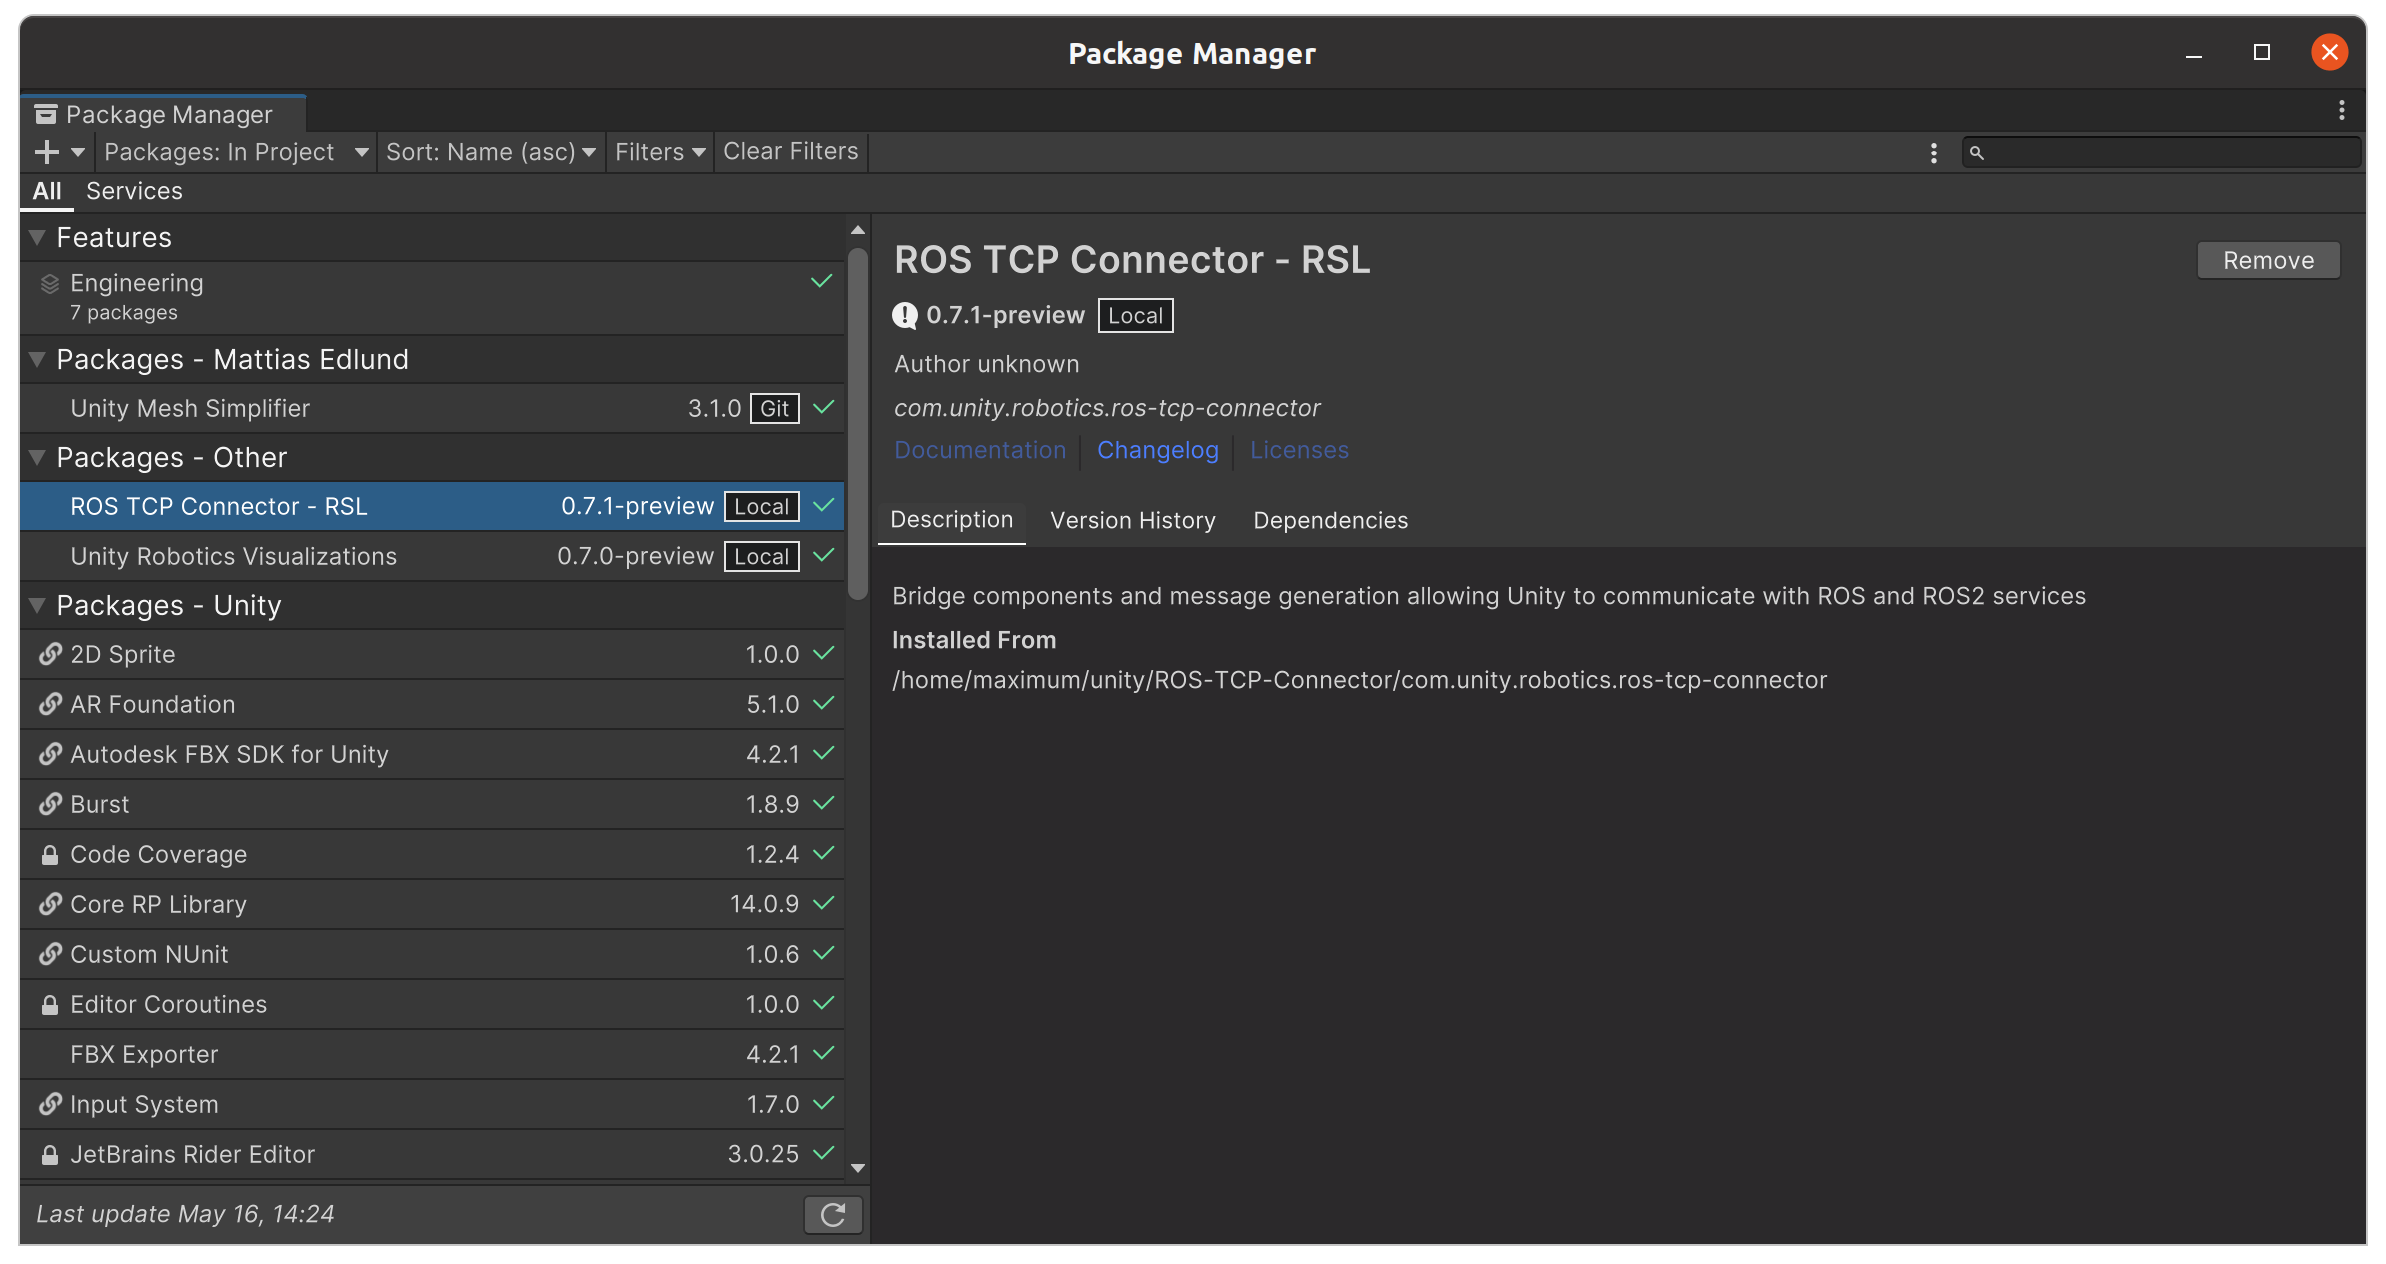 Package Manager
Package Manager
Packages: In Project Sort: Name (asc) Filters Clear Filters
All Services
Features
Engineering
7 packages
Packages - Mattias Edlund
Unity Mesh Simplifier 3.1.0 Git
Packages - Other
ROS TCP Connector - RSL 0.7.1-preview Local
Unity Robotics Visualizations 0.7.0-preview Local
Packages - Unity
2D Sprite 1.0.0
AR Foundation 5.1.0
Autodesk FBX SDK for Unity 4.2.1
Burst 1.8.9
Code Coverage 1.2.4
Core RP Library 14.0.9
Custom NUnit 1.0.6
Editor Coroutines 1.0.0
FBX Exporter 4.2.1
Input System 1.7.0
JetBrains Rider Editor 3.0.25
Last update May 16, 14:24
ROS TCP Connector - RSL
Remove
0.7.1-preview Local
Author unknown
com.unity.robotics.ros-tcp-connector
Documentation Changelog Licenses
Description Version History Dependencies
Bridge components and message generation allowing Unity to communicate with ROS and ROS2 services
Installed From
/home/maximum/unity/ROS-TCP-Connector/com.unity.robotics.ros-tcp-connector